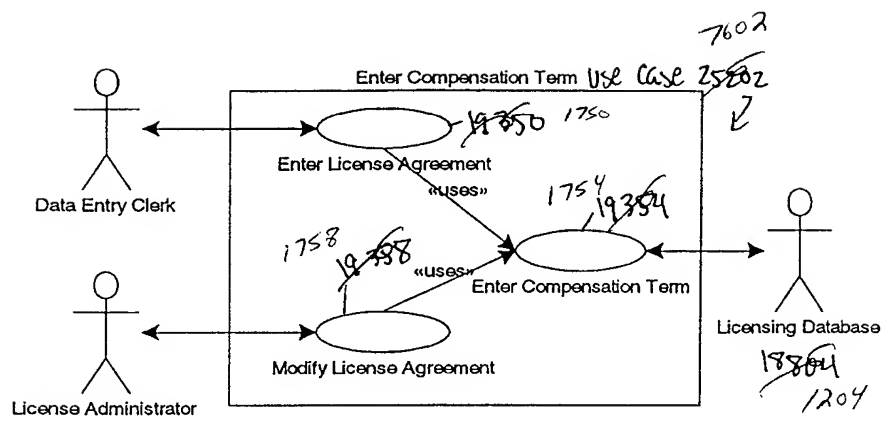 7602
Enter Compensation Term use case 25802
19350 1750
Enter License Agreement
«uses»
Data Entry Clerk
1754
19354
1758
19358
«uses»
Enter Compensation Term
Licensing Database
Modify License Agreement
18804
1204
License Administrator